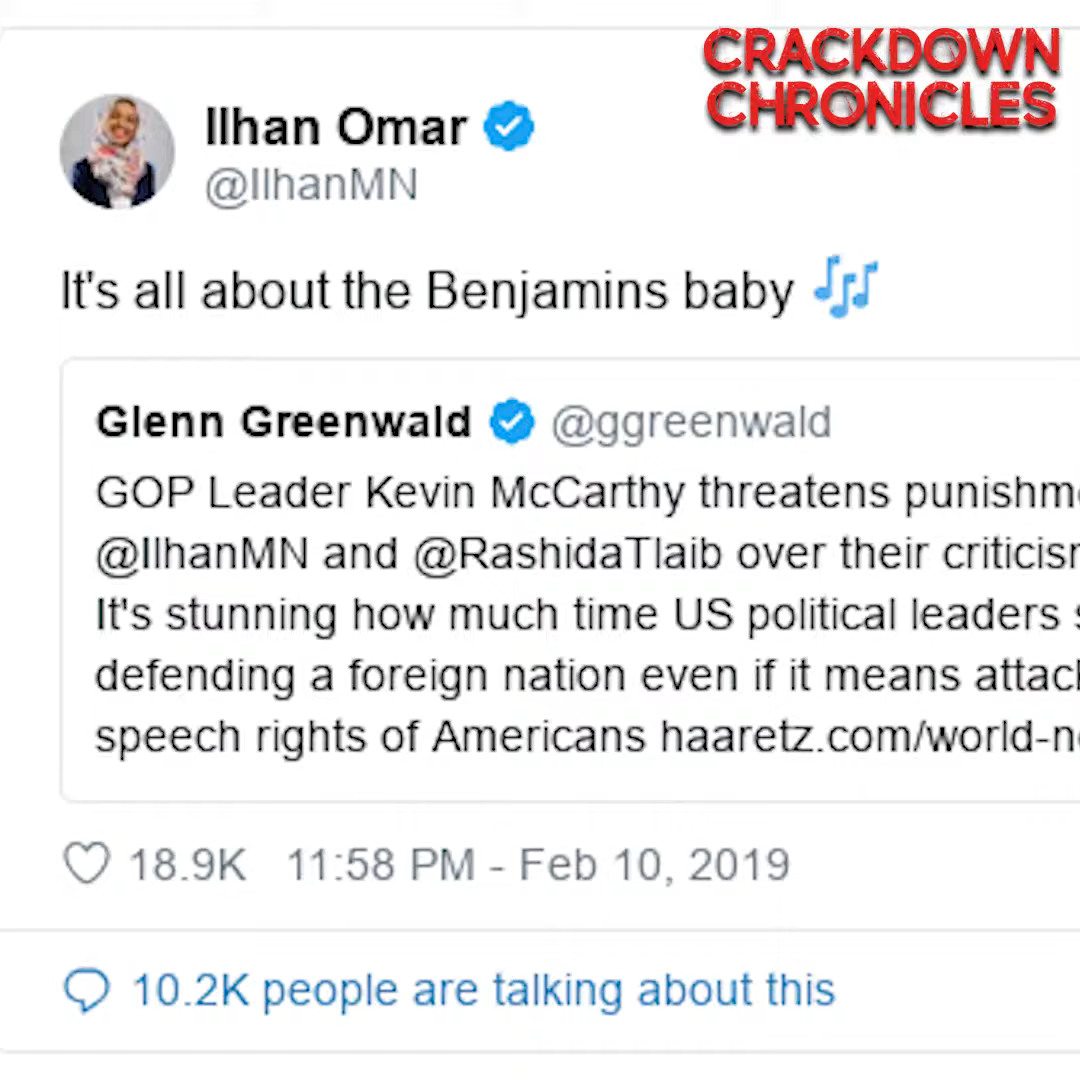 CRACKDOWN
CHRONICLES
Ilhan Omar
@IlhanMN
It's all about the Benjamins baby 🎶
Glenn Greenwald @ggreenwald
GOP Leader Kevin McCarthy threatens
@IlhanMN and @RashidaTlaib over their
It's stunning how much time US political leaders
defending a foreign nation even if it means
speech rights of Americans haaretz.com/world-n
18.9K 11:58 PM - Feb 10, 2019
10.2K people are talking about this